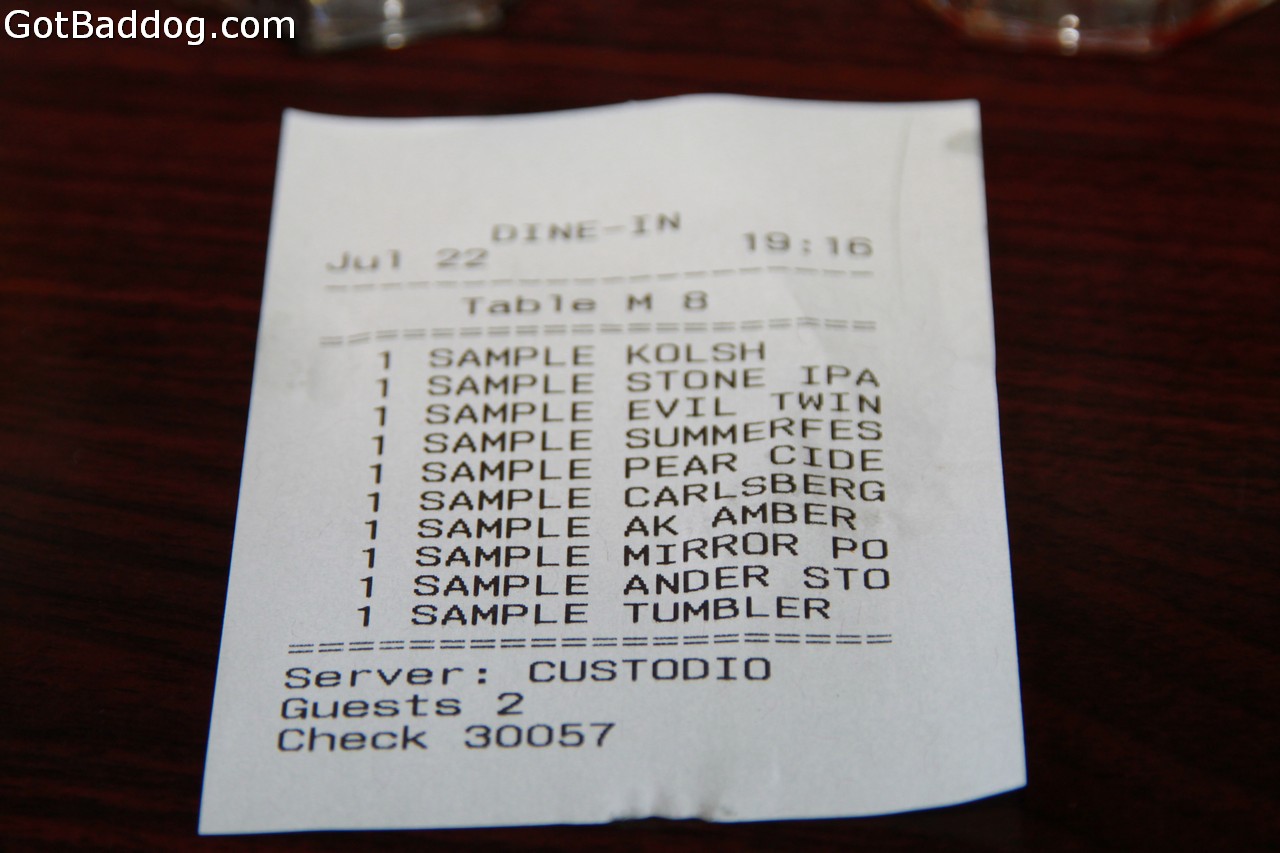 GotBaddog.com
DINE-IN
Jul 22 19:16
Table M 8
1 SAMPLE KOLSH
1 SAMPLE STONE IPA
1 SAMPLE EVIL TWIN
1 SAMPLE SUMMERFES
1 SAMPLE PEAR CIDE
1 SAMPLE CARLSBERG
1 SAMPLE AK AMBER
1 SAMPLE MIRROR PO
1 SAMPLE ANDER STO
1 SAMPLE TUMBLER
Server: CUSTODIO
Guests 2
Check 30057